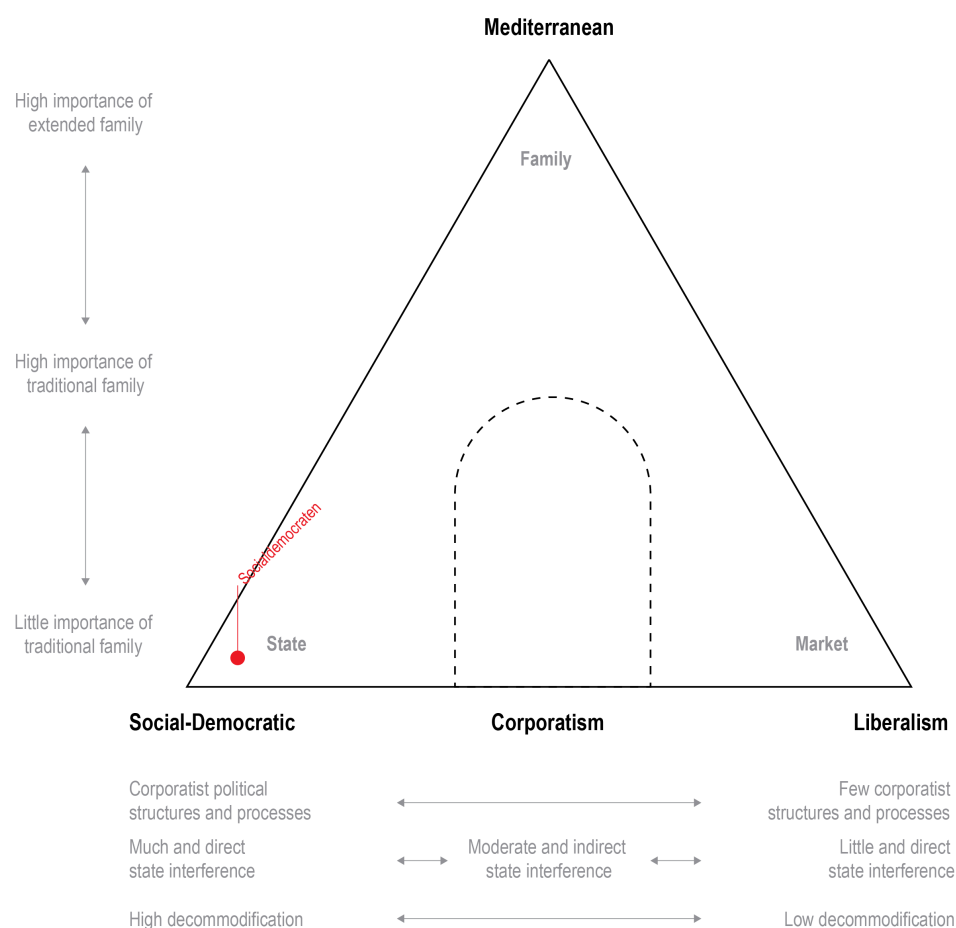 Mediterranean
High importance of
extended family
Family
High importance of
traditional family
Socialdemocraten
Little importance of
traditional family
State
Market
Social-Democratic
Corporatism
Liberalism
Corporatist political
structures and processes
Few corporatist
structures and processes
Much and direct
state interference
Moderate and indirect
state interference
Little and direct
state interference
High decommodification
Low decommodification